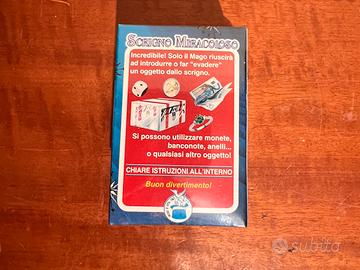 Scrigno Miracoloso
Incredibile! Solo il Mago riuscirà
ad introdurre o far "evadere"
un oggetto dallo scrigno.
Si possono utilizzare monete,
banconote, anelli...
o qualsiasi altro oggetto!
CHIARE ISTRUZIONI ALL'INTERNO
Buon divertimento!
subito